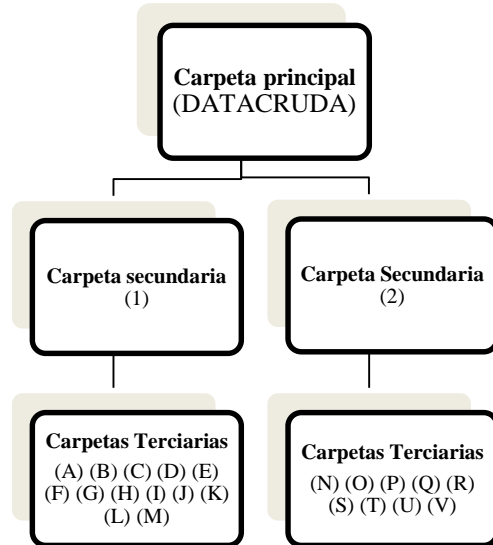 Carpeta principal
(DATACRUDA)
Carpeta secundaria
(1)
Carpeta Secundaria
(2)
Carpetas Terciarias
(A) (B) (C) (D) (E)
(F) (G) (H) (I) (J) (K)
(L) (M)
Carpetas Terciarias
(N) (O) (P) (Q) (R)
(S) (T) (U) (V)